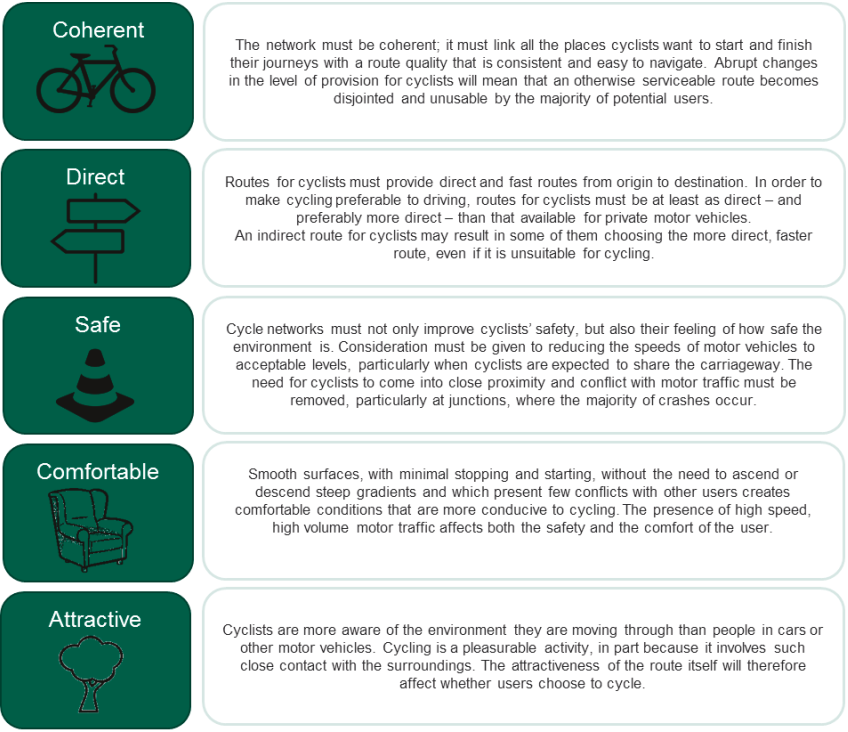 Coherent
The network must be coherent; it must link all the places cyclists want to start and finish
their journeys with a route quality that is consistent and easy to navigate. Abrupt changes
in the level of provision for cyclists will mean that an otherwise serviceable route becomes
disjointed and unusable by the majority of potential users.
Direct
Routes for cyclists must provide direct and fast routes from origin to destination. In order to
make cycling preferable to driving, routes for cyclists must be at least as direct – and
preferably more direct – than that available for private motor vehicles.
An indirect route for cyclists may result in some of them choosing the more direct, faster
route, even if it is unsuitable for cycling.
Safe
Cycle networks must not only improve cyclists’ safety, but also their feeling of how safe the
environment is. Consideration must be given to reducing the speeds of motor vehicles to
acceptable levels, particularly when cyclists are expected to share the carriageway. The
need for cyclists to come into close proximity and conflict with motor traffic must be
removed, particularly at junctions, where the majority of crashes occur.
Comfortable
Smooth surfaces, with minimal stopping and starting, without the need to ascend or
descend steep gradients and which present few conflicts with other users creates
comfortable conditions that are more conducive to cycling. The presence of high speed,
high volume motor traffic affects both the safety and the comfort of the user.
Attractive
Cyclists are more aware of the environment they are moving through than people in cars or
other motor vehicles. Cycling is a pleasurable activity, in part because it involves such
close contact with the surroundings. The attractiveness of the route itself will therefore
affect whether users choose to cycle.